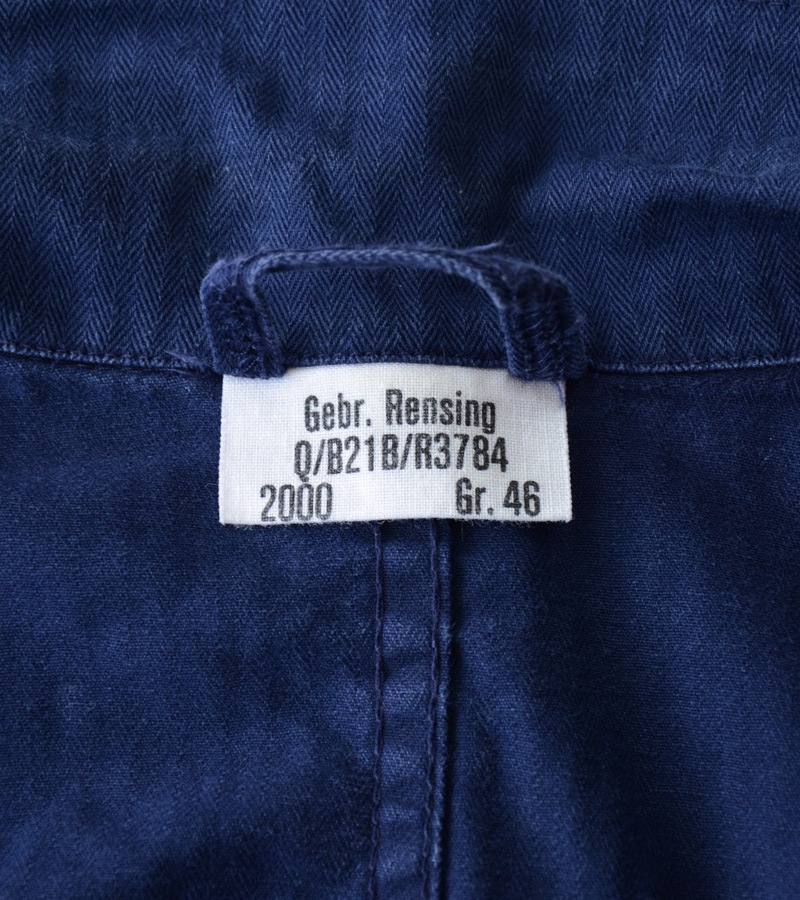 Gebr. Rensing
Q/B21B/R3784
2000 Gr. 46